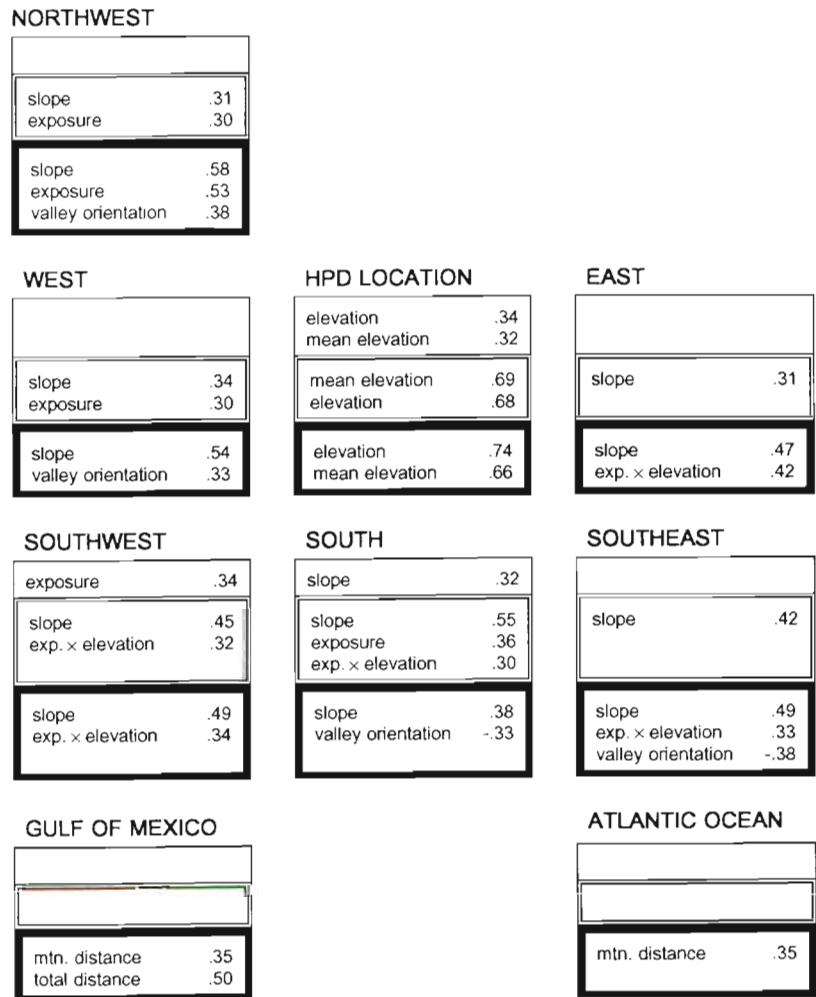 NORTHWEST
slope .31
exposure .30
slope .58
exposure .53
valley orientation .38
WEST
slope .34
exposure .30
slope .54
valley orientation .33
HPD LOCATION
elevation .34
mean elevation .32
mean elevation .69
elevation .68
elevation .74
mean elevation .66
EAST
slope .31
slope .47
exp. × elevation .42
SOUTHWEST
exposure .34
slope .45
exp. × elevation .32
slope .49
exp. × elevation .34
SOUTH
slope .32
slope .55
exposure .36
exp. × elevation .30
slope .38
valley orientation -.33
SOUTHEAST
slope .42
slope .49
exp. × elevation .33
valley orientation -.38
GULF OF MEXICO
mtn. distance .35
total distance .50
ATLANTIC OCEAN
mtn. distance .35